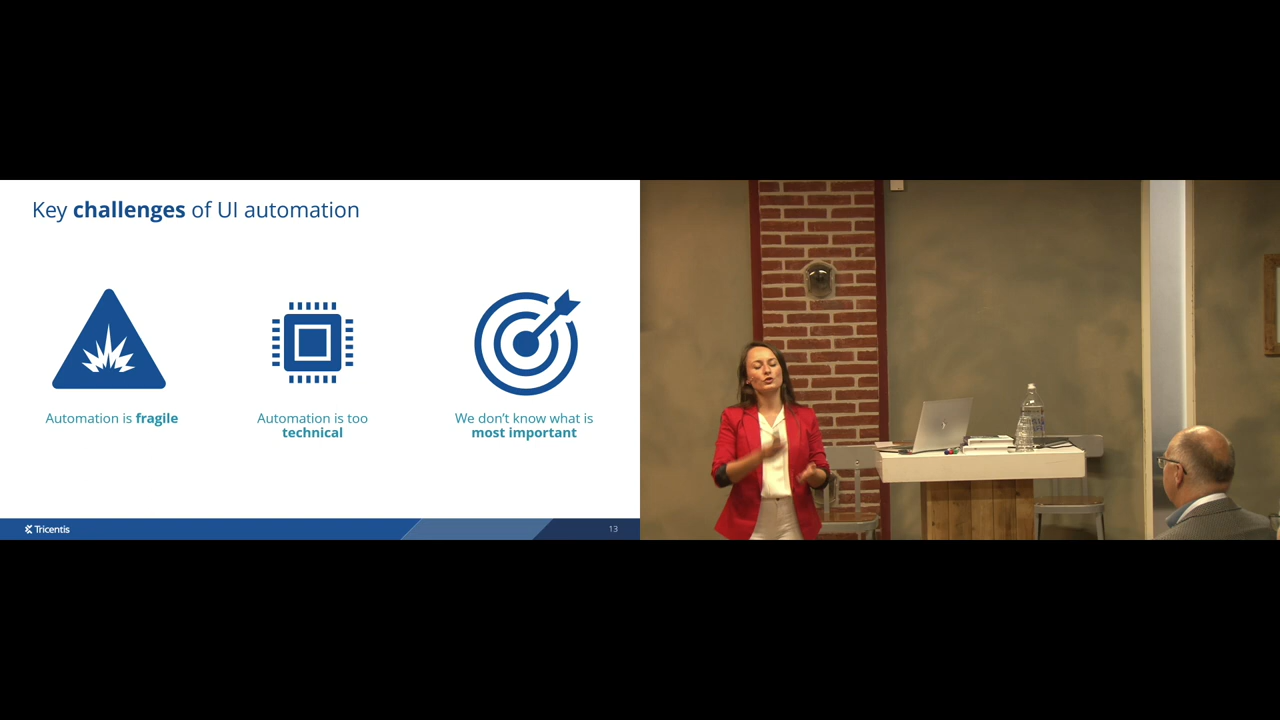 Key challenges of UI automation
Automation is fragile
Automation is too
technical
We don't know what is
most important
Tricentis
13